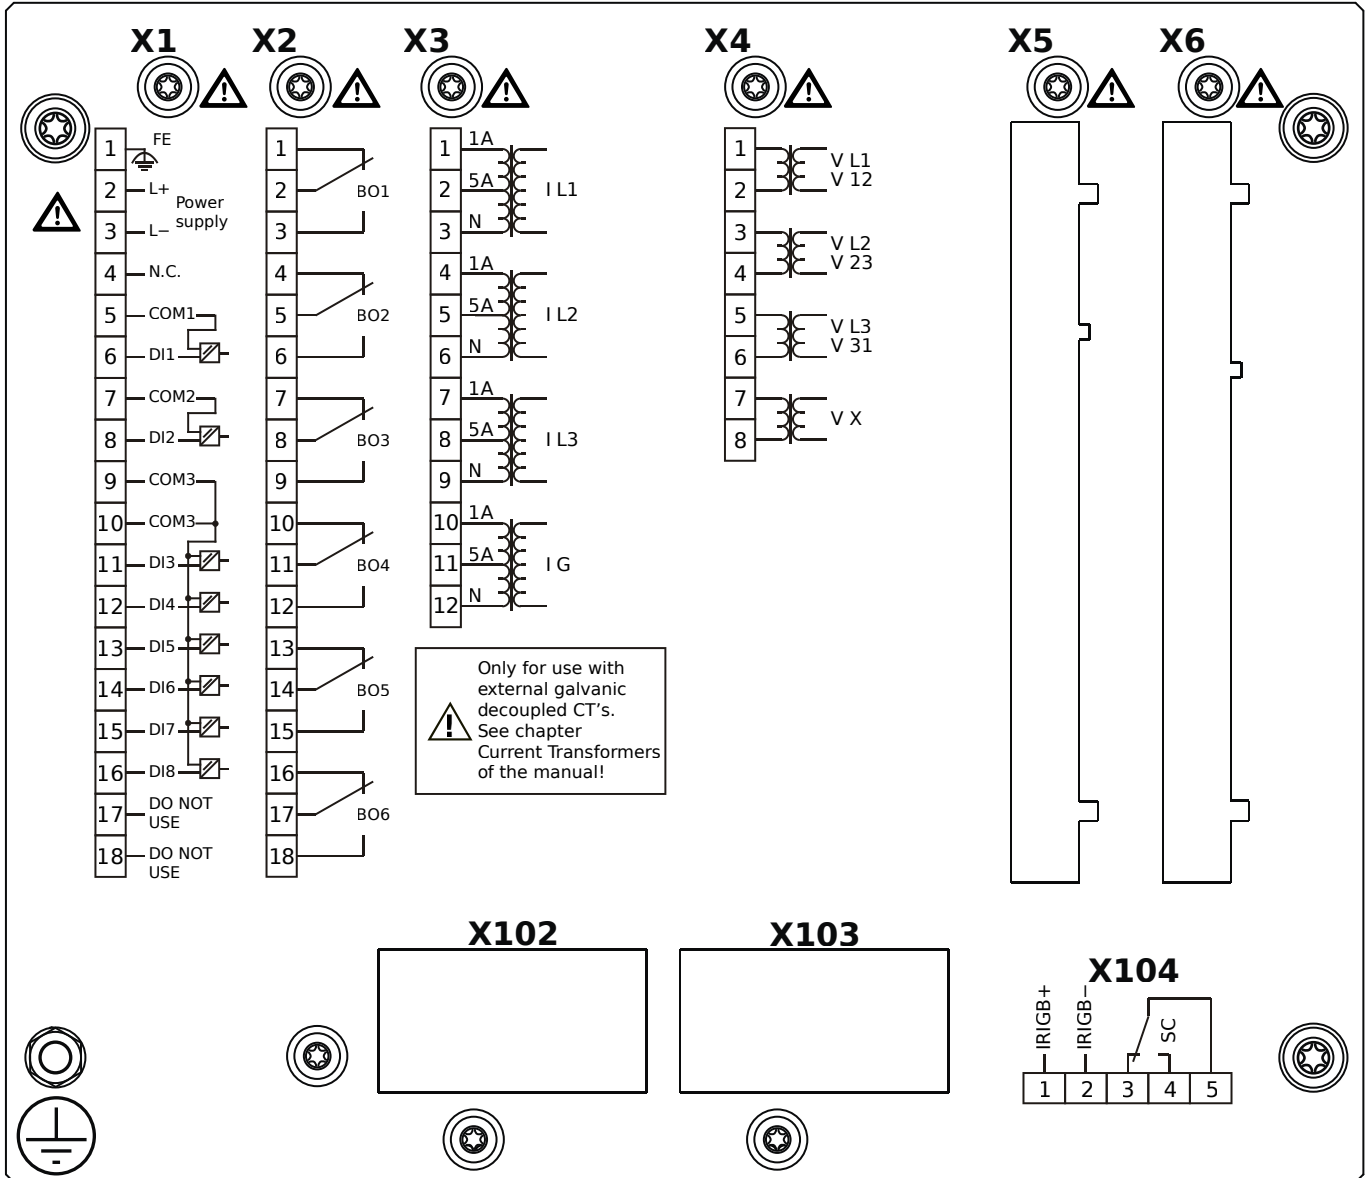 X1 X2 X3 X4 X5 X6
1 FE
2 L+
3 L−
Power
supply
4 N.C.
5 COM1
6 DI1
7 COM2
8 DI2
9 COM3
10 COM3
11 DI3
12 DI4
13 DI5
14 DI6
15 DI7
16 DI8
17 DO NOT
USE
18 DO NOT
USE
1
2 BO1
3
4
5 BO2
6
7
8 BO3
9
10
11 BO4
12
13
14 BO5
15
16
17 BO6
18
1 1A
2 5A I L1
3 N
4 1A
5 5A I L2
6 N
7 1A
8 5A I L3
9 N
10 1A
11 5A I G
12 N
Only for use with
external galvanic
decoupled CT's.
See chapter
Current Transformers
of the manual!
1 V L1
2 V 12
3 V L2
4 V 23
5 V L3
6 V 31
7 V X
8
X102
X103
X104
IRIGB+
IRIGB−
SC
1 2 3 4 5